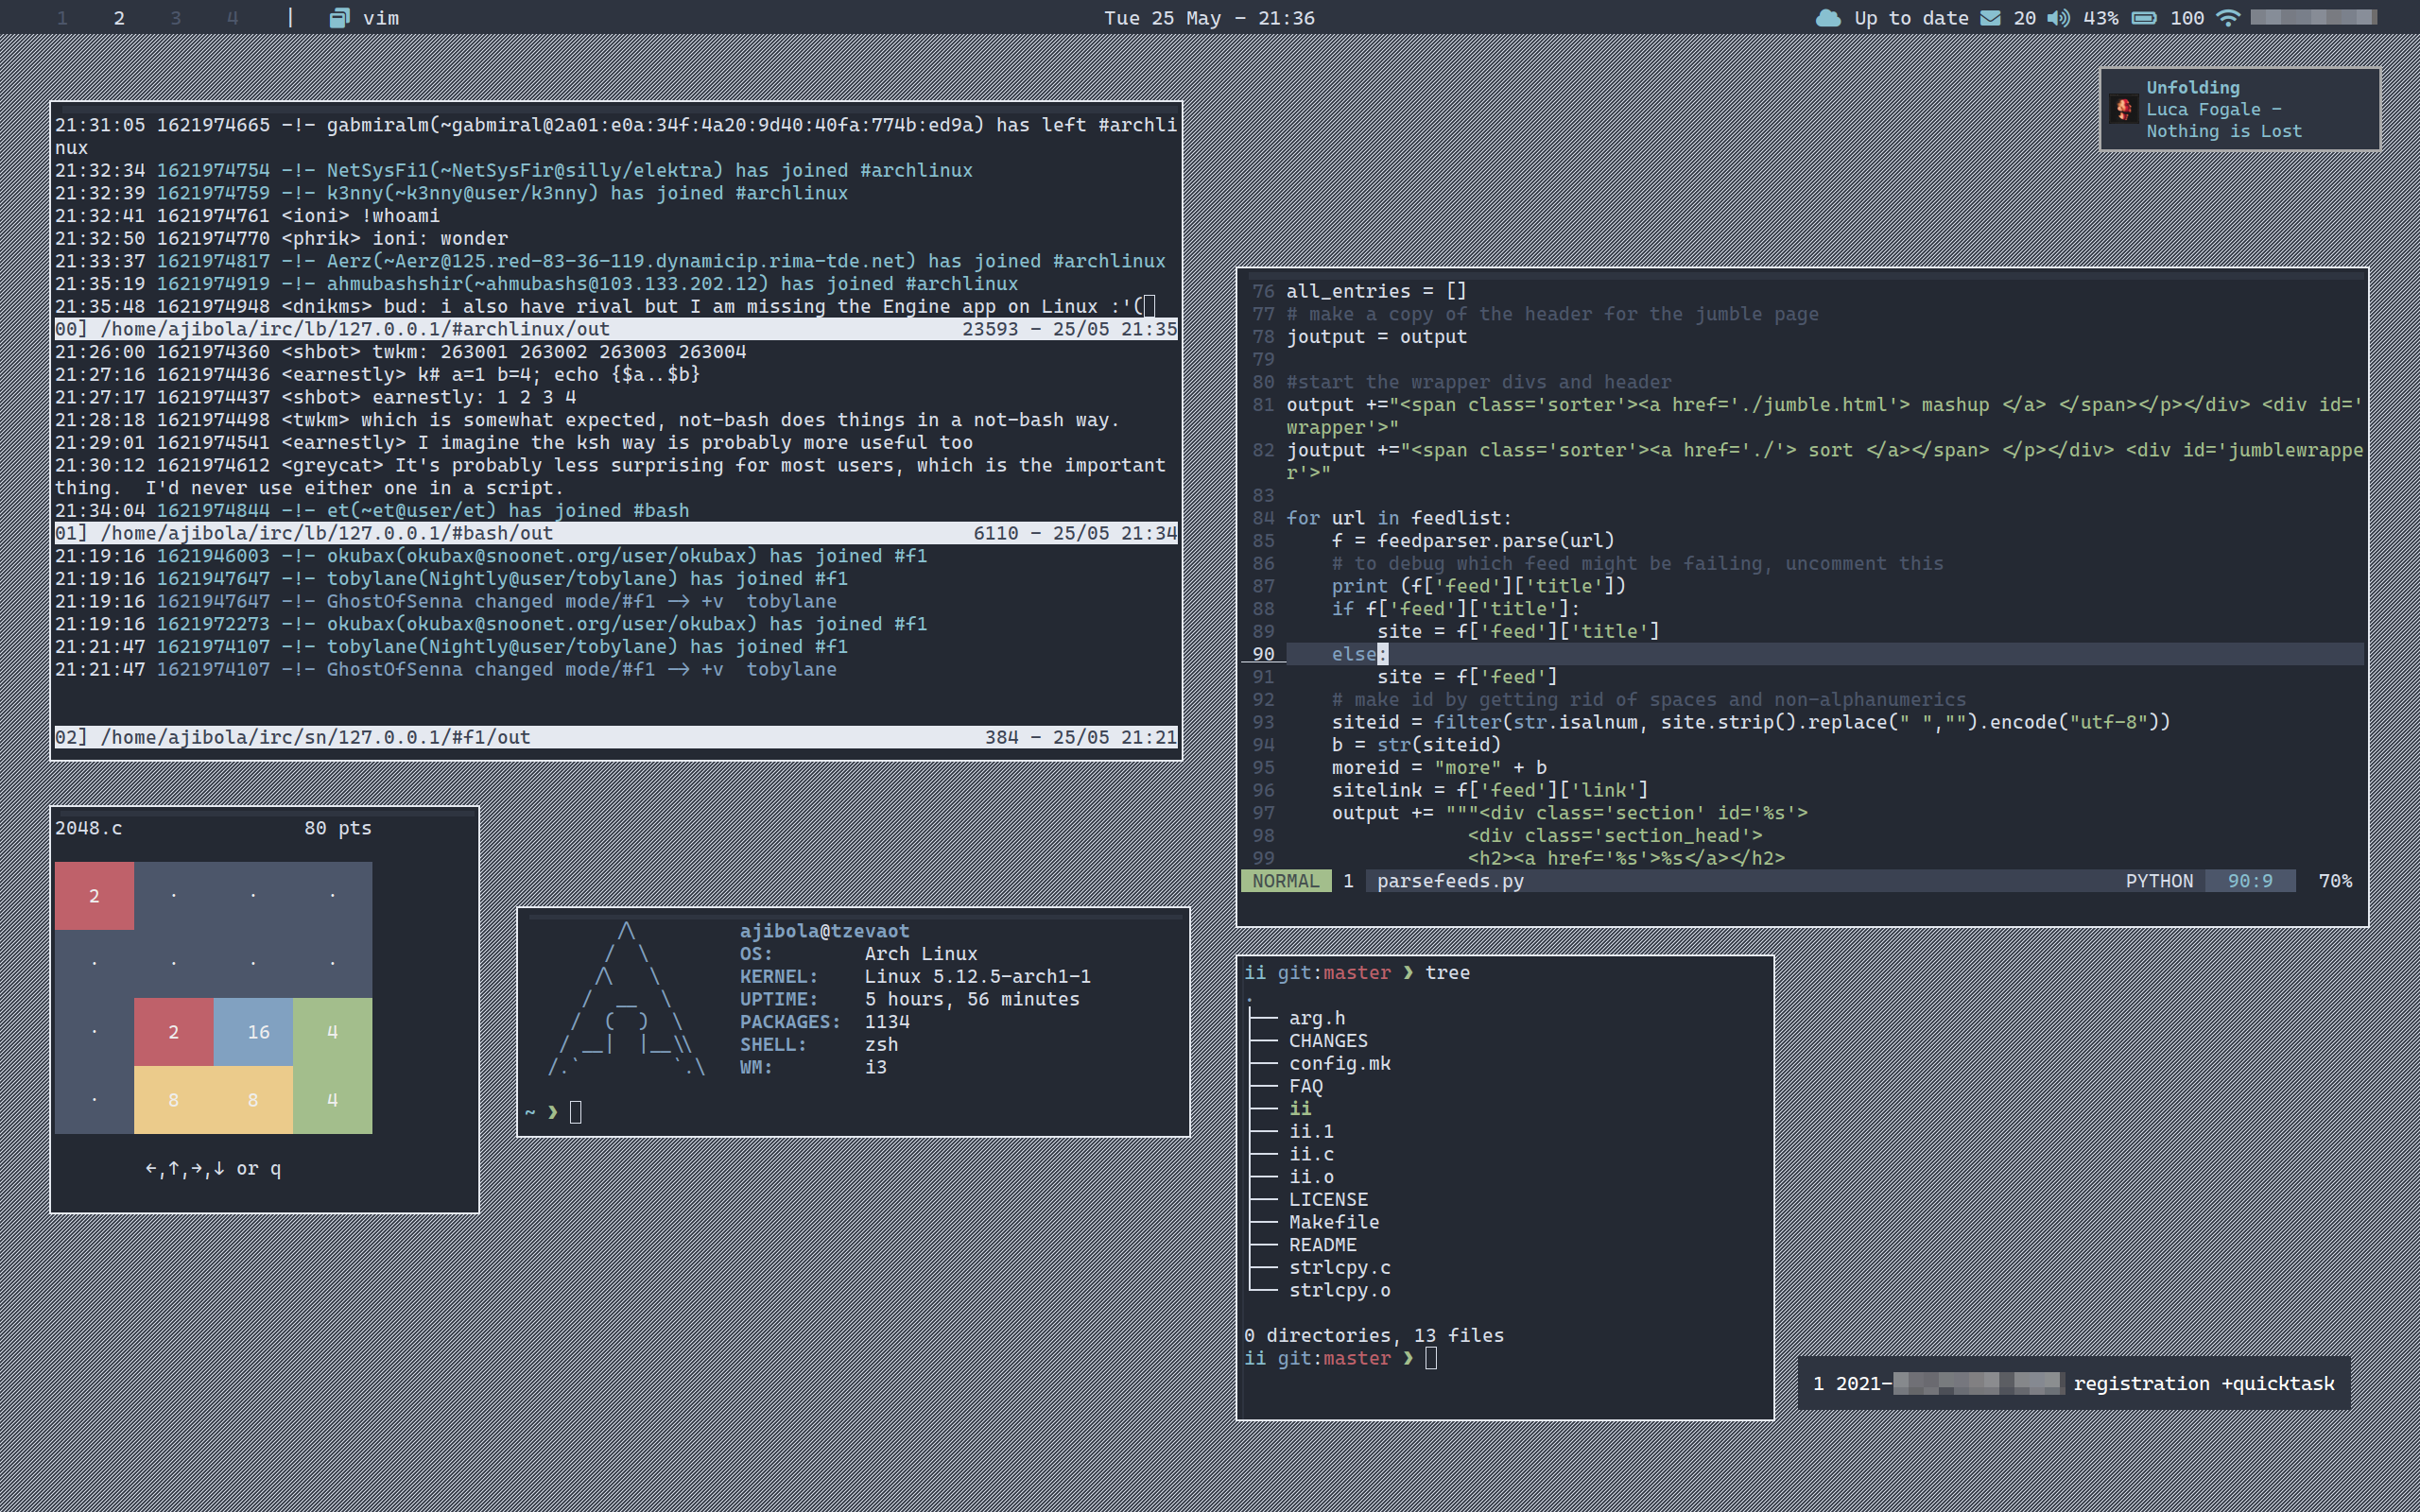 1 2 3 4 | vim
Tue 25 May - 21:36
Up to date 20 43% 100
Unfolding
Luca Fogale -
Nothing is Lost
21:31:05 1621974665 -!- gabmiralm(~gabmiral@2a01:e0a:34f:4a20:9d40:40fa:774b:ed9a) has left #archli
nux
21:32:34 1621974754 -!- NetSysFi1(~NetSysFir@silly/elektra) has joined #archlinux
21:32:39 1621974759 -!- k3nny(~k3nny@user/k3nny) has joined #archlinux
21:32:41 1621974761 <ioni> !whoami
21:32:50 1621974770 <phrik> ioni: wonder
21:33:37 1621974817 -!- Aerz(~Aerz@125.red-83-36-119.dynamicip.rima-tde.net) has joined #archlinux
21:35:19 1621974919 -!- ahmubashshir(~ahmubashs@103.133.202.12) has joined #archlinux
21:35:48 1621974948 <dnikms> bud: i also have rival but I am missing the Engine app on Linux :'(
00] /home/ajibola/irc/lb/127.0.0.1/#archlinux/out 23593 - 25/05 21:35
21:26:00 1621974360 <shbot> twkm: 263001 263002 263003 263004
21:27:16 1621974436 <earnestly> k# a=1 b=4; echo {$a..$b}
21:27:17 1621974437 <shbot> earnestly: 1 2 3 4
21:28:18 1621974498 <twkm> which is somewhat expected, not-bash does things in a not-bash way.
21:29:01 1621974541 <earnestly> I imagine the ksh way is probably more useful too
21:30:12 1621974612 <greycat> It's probably less surprising for most users, which is the important
thing.  I'd never use either one in a script.
21:34:04 1621974844 -!- et(~et@user/et) has joined #bash
01] /home/ajibola/irc/lb/127.0.0.1/#bash/out 6110 - 25/05 21:34
21:19:16 1621946003 -!- okubax(okubax@snoonet.org/user/okubax) has joined #f1
21:19:16 1621947647 -!- tobylane(Nightly@user/tobylane) has joined #f1
21:19:16 1621947647 -!- GhostOfSenna changed mode/#f1 -> +v  tobylane
21:19:16 1621972273 -!- okubax(okubax@snoonet.org/user/okubax) has joined #f1
21:21:47 1621974107 -!- tobylane(Nightly@user/tobylane) has joined #f1
21:21:47 1621974107 -!- GhostOfSenna changed mode/#f1 -> +v  tobylane
02] /home/ajibola/irc/sn/127.0.0.1/#f1/out 384 - 25/05 21:21
76 all_entries = []
77 # make a copy of the header for the jumble page
78 joutput = output
79
80 #start the wrapper divs and header
81 output +="<span class='sorter'><a href='./jumble.html'> mashup </a> </span></p></div> <div id='
wrapper'>"
82 joutput +="<span class='sorter'><a href='./'> sort </a></span> </p></div> <div id='jumblewrappe
r'>"
83
84 for url in feedlist:
85     f = feedparser.parse(url)
86     # to debug which feed might be failing, uncomment this
87     print (f['feed']['title'])
88     if f['feed']['title']:
89         site = f['feed']['title']
90     else:
91         site = f['feed']
92     # make id by getting rid of spaces and non-alphanumerics
93     siteid = filter(str.isalnum, site.strip().replace(" ","").encode("utf-8"))
94     b = str(siteid)
95     moreid = "more" + b
96     sitelink = f['feed']['link']
97     output += """<div class='section' id='%s'>
98                 <div class='section_head'>
99                 <h2><a href='%s'>%s</a></h2>
NORMAL 1 parsefeeds.py PYTHON 90:9 70%
2048.c 80 pts
2 · · ·
· · · ·
· 2 16 4
· 8 8 4
←,↑,→,↓ or q
ajibola@tzevaot
OS: Arch Linux
KERNEL: Linux 5.12.5-arch1-1
UPTIME: 5 hours, 56 minutes
PACKAGES: 1134
SHELL: zsh
WM: i3
~ ❯
ii git:master ❯ tree
.
├── arg.h
├── CHANGES
├── config.mk
├── FAQ
├── ii
├── ii.1
├── ii.c
├── ii.o
├── LICENSE
├── Makefile
├── README
├── strlcpy.c
└── strlcpy.o
0 directories, 13 files
ii git:master ❯
1 2021- registration +quicktask